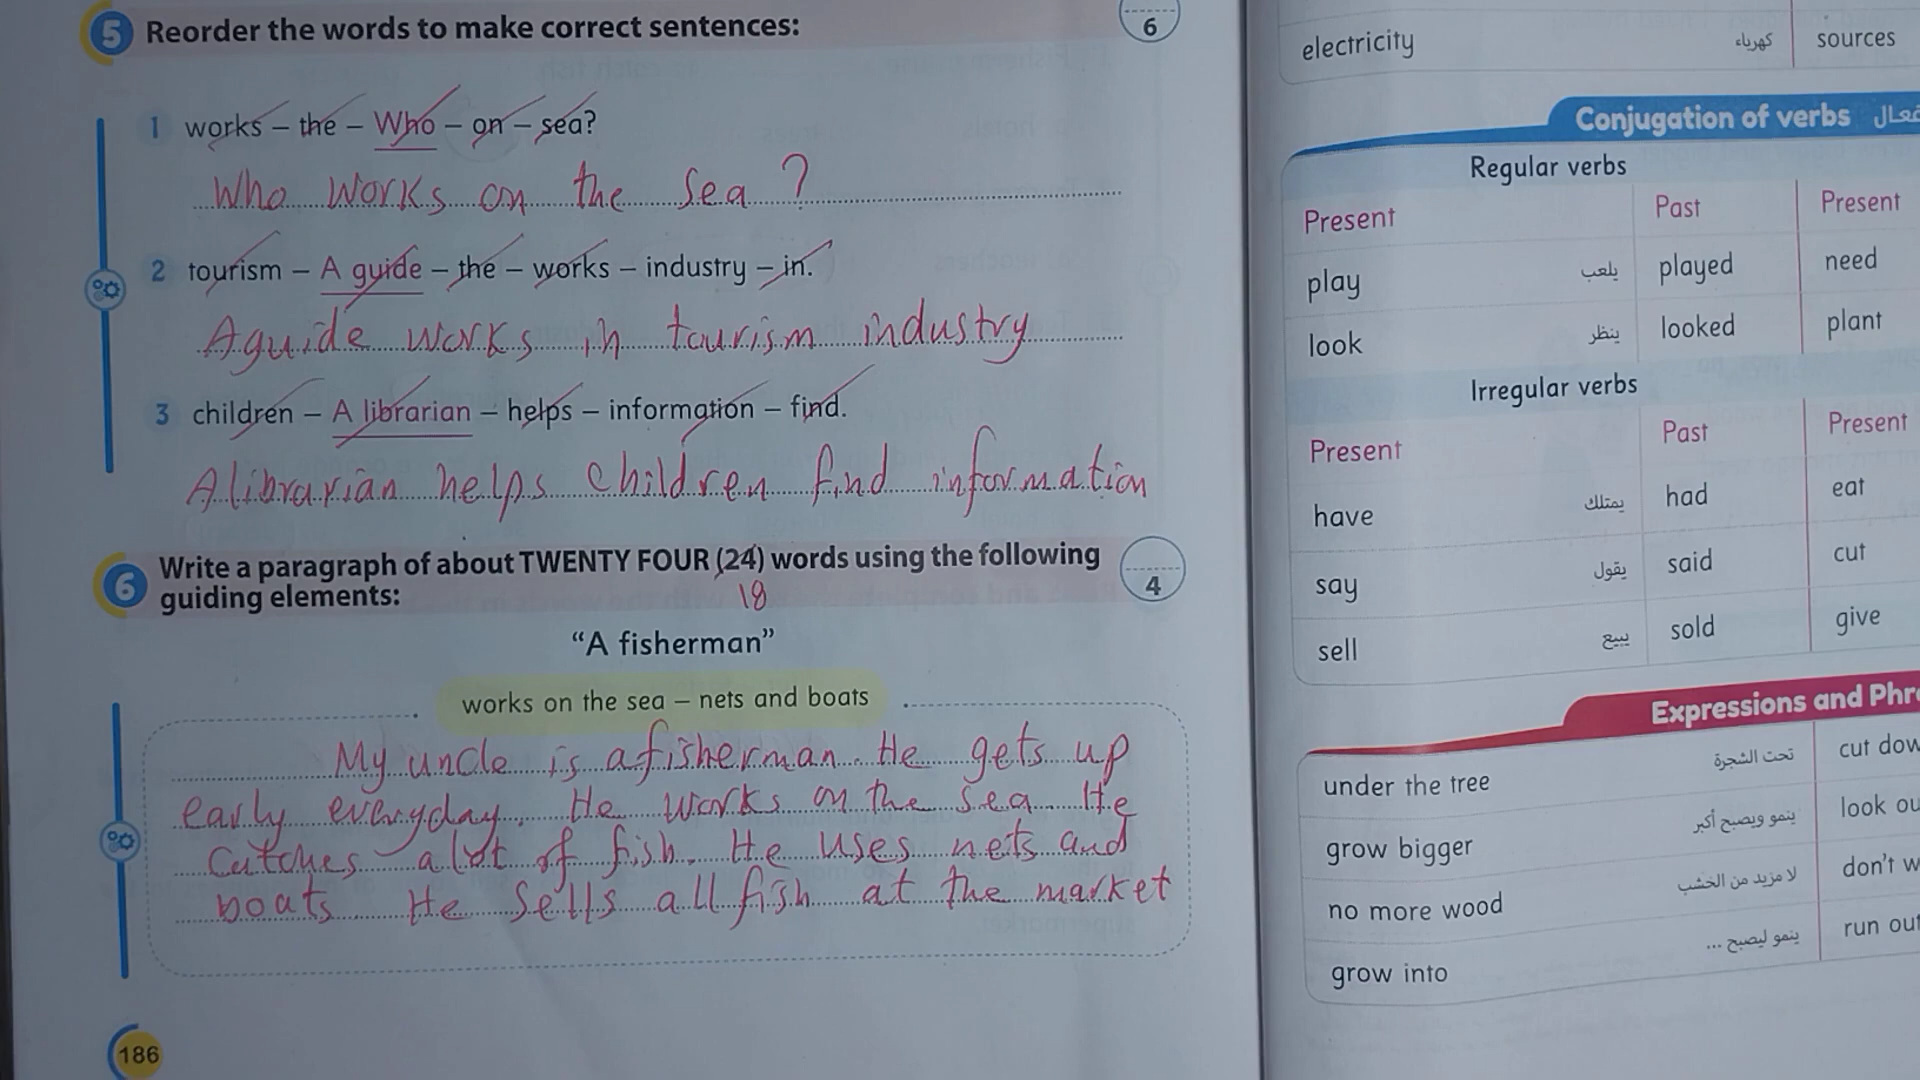 5 Reorder the words to make correct sentences:
6
1 works – the – Who – on – sea?
Who works on the sea ?
2 tourism – A guide – the – works – industry – in.
A guide works in tourism industry
3 children – A librarian – helps – information – find.
A librarian helps children find information
6 Write a paragraph of about TWENTY FOUR (24) words using the following
guiding elements:
18
4
“A fisherman”
works on the sea – nets and boats
My uncle is a fisherman. He gets up
early everyday. He works on the sea. He
Catches a lot of fish. He uses nets and
boats He sells all fish at the market
186
electricity كهرباء sources
Conjugation of verbs
Regular verbs
Present Past Present
play يلعب played need
look ينظر looked plant
Irregular verbs
Present Past Present
have يمتلك had eat
say يقول said cut
sell يبيع sold give
Expressions and Phr
under the tree تحت الشجرة cut dow
grow bigger ينمو ويصبح أكبر look ou
no more wood لا مزيد من الخشب don't w
grow into ينمو ليصبح ... run out